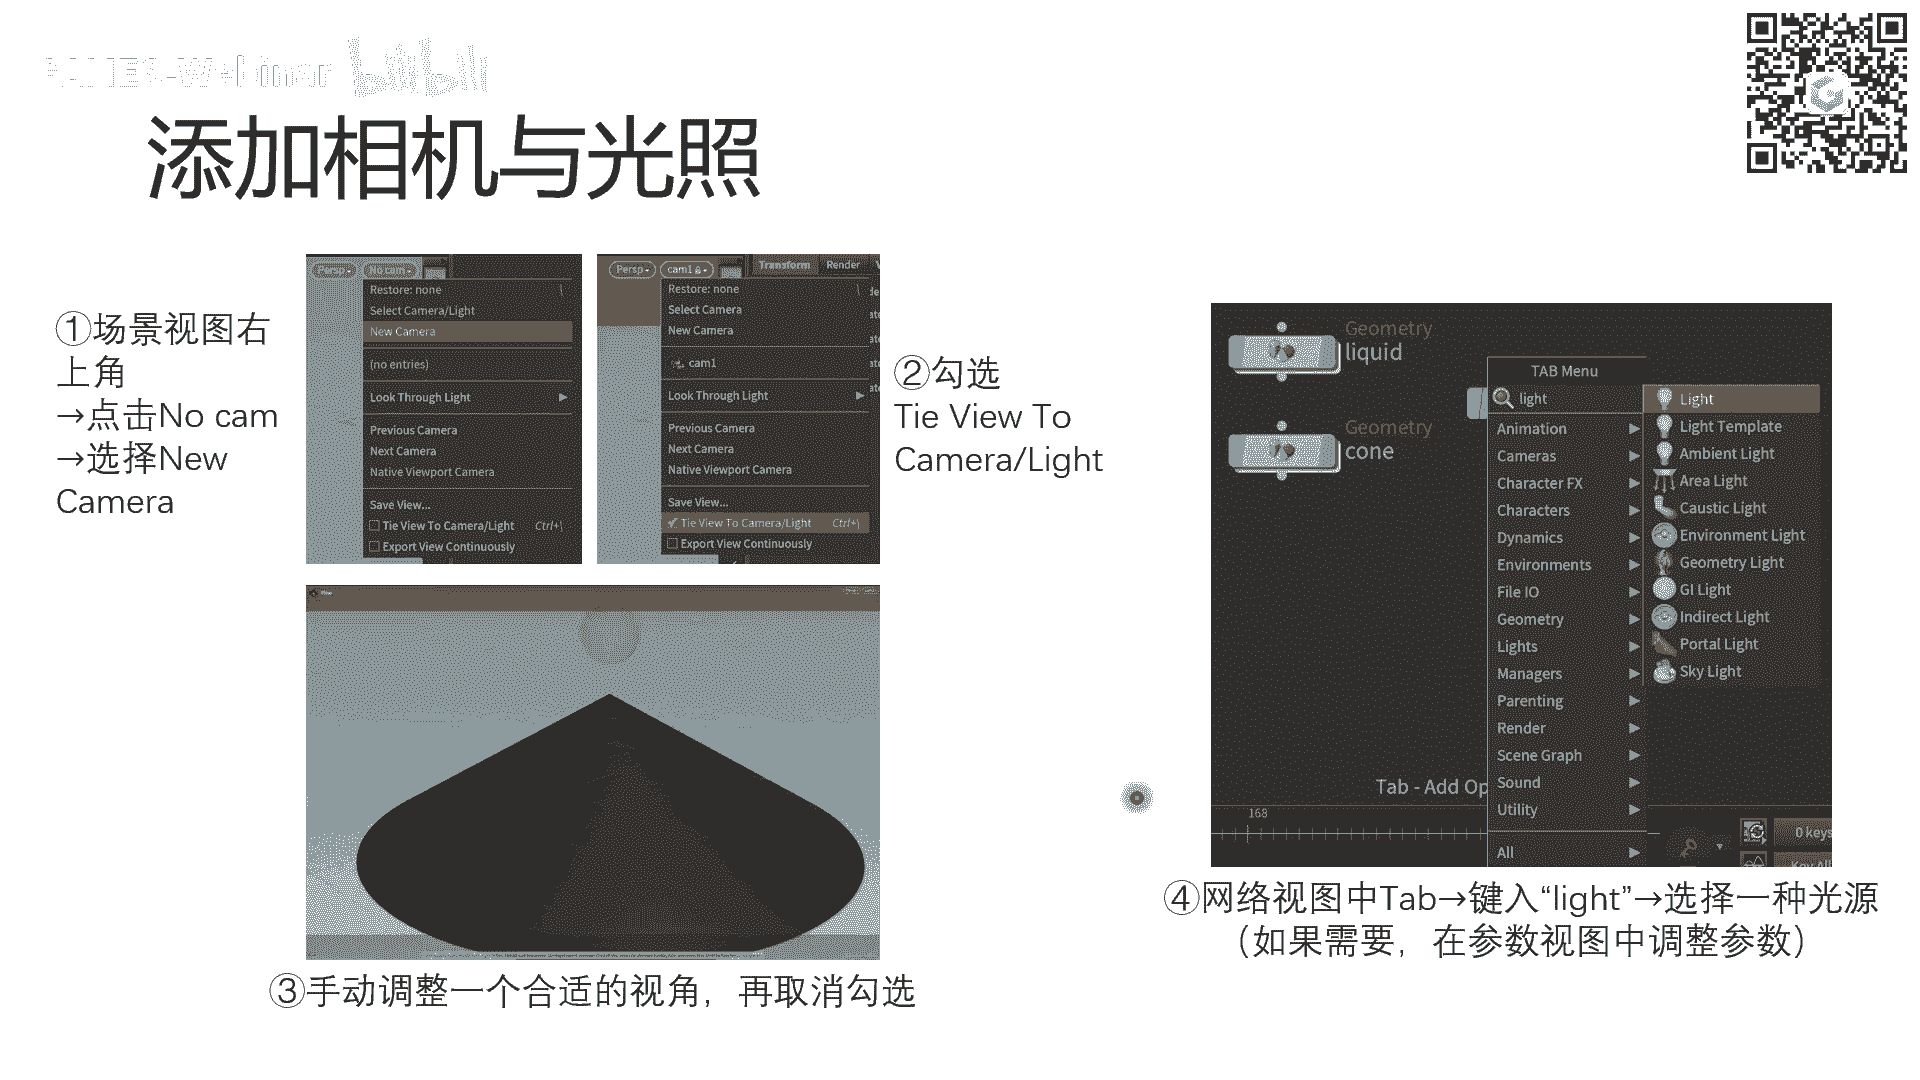 bilibili
添加相机与光照
①场景视图右
上角
→点击No cam
→选择New
Camera
Persp
No cam
Restore: none \
Select Camera/Light
New Camera
(no entries)
Look Through Light
Previous Camera
Next Camera
Native Viewport Camera
Save View...
Tie View To Camera/Light Ctrl+\
Export View Continuously
Persp
cam1
Transform
Render
Restore: none \
Select Camera
New Camera
cam1
Look Through Light
Previous Camera
Next Camera
Native Viewport Camera
Save View...
Tie View To Camera/Light Ctrl+\
Export View Continuously
②勾选
Tie View To
Camera/Light
③手动调整一个合适的视角，再取消勾选
Geometry
liquid
Geometry
cone
TAB Menu
light
Animation
Cameras
Character FX
Characters
Dynamics
Environments
File IO
Geometry
Lights
Managers
Parenting
Render
Scene Graph
Sound
Utility
All
Light
Light Template
Ambient Light
Area Light
Caustic Light
Environment Light
Geometry Light
GI Light
Indirect Light
Portal Light
Sky Light
Tab - Add Op
168
0 keys
Key All
④网络视图中Tab→键入“light”→选择一种光源
（如果需要，在参数视图中调整参数）